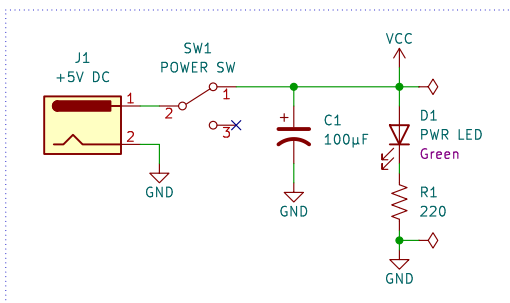 J1
+5V DC
1
2
GND
SW1
POWER SW
2
1
3
+
C1
100µF
GND
VCC
D1
PWR LED
Green
R1
220
GND